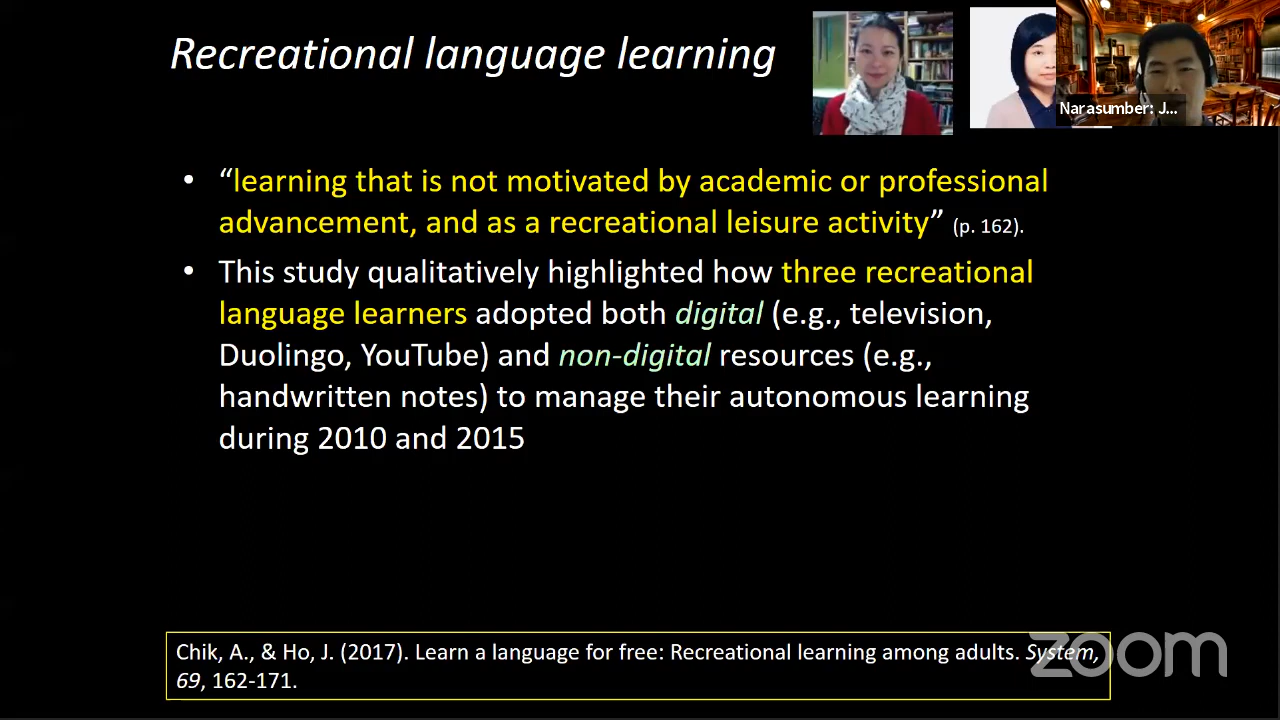 Recreational language learning
Narasumber: J...
• “learning that is not motivated by academic or professional
advancement, and as a recreational leisure activity” (p. 162).
• This study qualitatively highlighted how three recreational
language learners adopted both digital (e.g., television,
Duolingo, YouTube) and non-digital resources (e.g.,
handwritten notes) to manage their autonomous learning
during 2010 and 2015
Chik, A., & Ho, J. (2017). Learn a language for free: Recreational learning among adults. System,
69, 162-171.
zoom